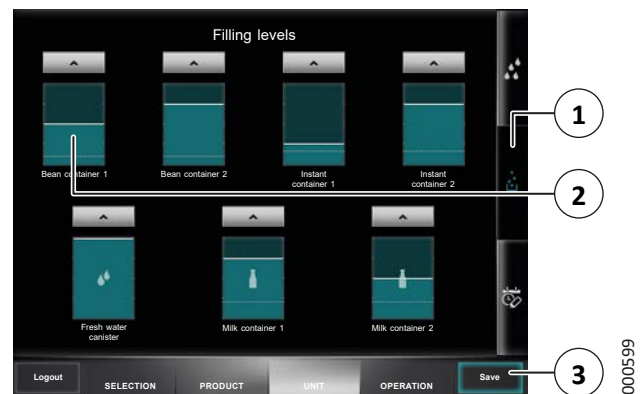 Filling levels
1
2
Bean container 1
Bean container 2
Instant
container 1
Instant
container 2
Fresh water
canister
Milk container 1
Milk container 2
Logout
SELECTION
PRODUCT
UNIT
OPERATION
Save
3
000599